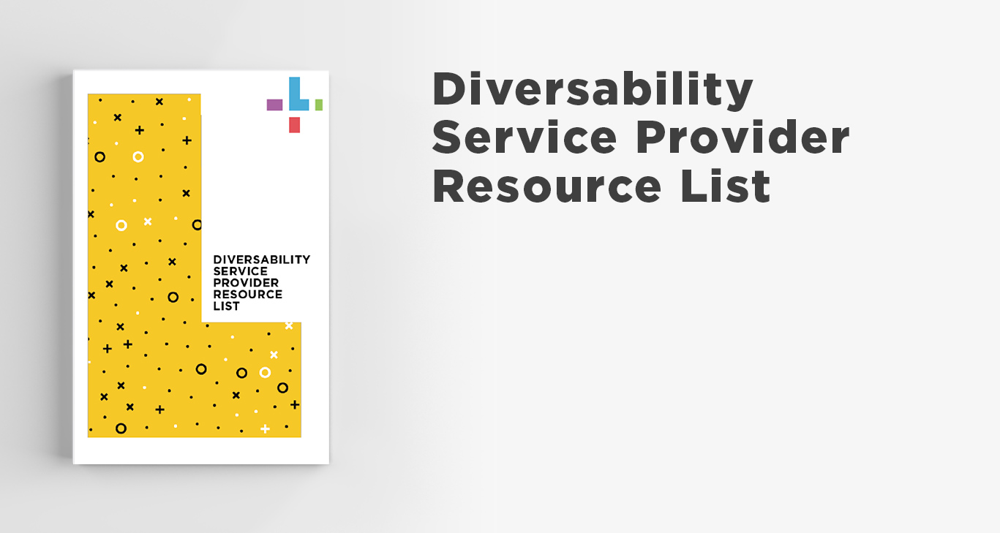 DIVERSABILITY
SERVICE
PROVIDER
RESOURCE
LIST
Diversability
Service Provider
Resource List